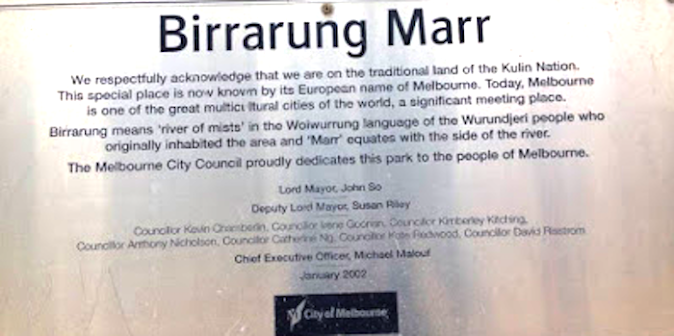 Birrarung Marr
We respectfully acknowledge that we are on the traditional land of the Kulin Nation.
This special place is now known by its European name of Melbourne. Today, Melbourne
is one of the great multicultural cities of the world, a significant meeting place.
Birrarung means 'river of mists' in the Woiwurrung language of the Wurundjeri people who
originally inhabited the area and 'Marr' equates with the side of the river.
The Melbourne City Council proudly dedicates this park to the people of Melbourne.
Lord Mayor, John So
Deputy Lord Mayor, Susan Riley
Councillor Kevin Chamberlin, Councillor Irene Goonan, Councillor Kimberley Kitching,
Councillor Anthony Nicholson, Councillor Catherine Ng, Councillor Kate Redwood, Councillor David Risstrom
Chief Executive Officer, Michael Malouf
January 2002
City of Melbourne